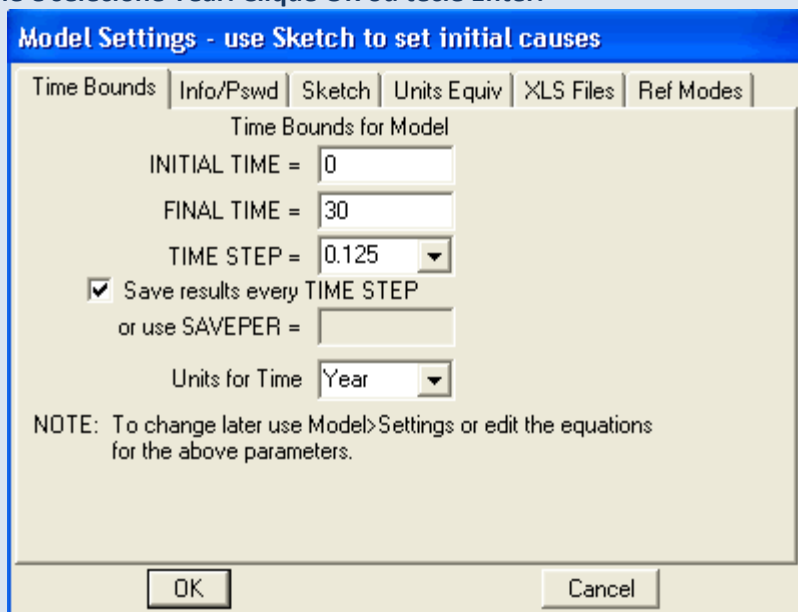 Model Settings - use Sketch to set initial causes
Time Bounds Info/Pswd Sketch Units Equiv XLS Files Ref Modes
Time Bounds for Model
INITIAL TIME = 0
FINAL TIME = 30
TIME STEP = 0.125
Save results every TIME STEP
or use SAVEPER =
Units for Time Year
NOTE: To change later use Model>Settings or edit the equations
for the above parameters.
OK Cancel